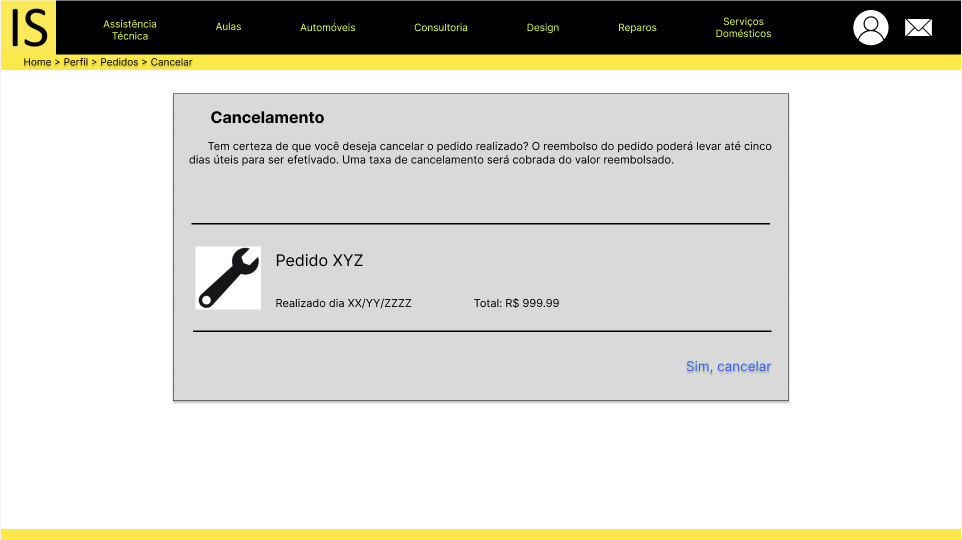 IS
Assistência
Técnica
Aulas
Automóveis
Consultoria
Design
Reparos
Serviços
Domésticos
Home > Perfil > Pedidos > Cancelar
Cancelamento
Tem certeza de que você deseja cancelar o pedido realizado? O reembolso do pedido poderá levar até cinco
dias úteis para ser efetivado. Uma taxa de cancelamento será cobrada do valor reembolsado.
Pedido XYZ
Realizado dia XX/YY/ZZZZ
Total: R$ 999.99
Sim, cancelar